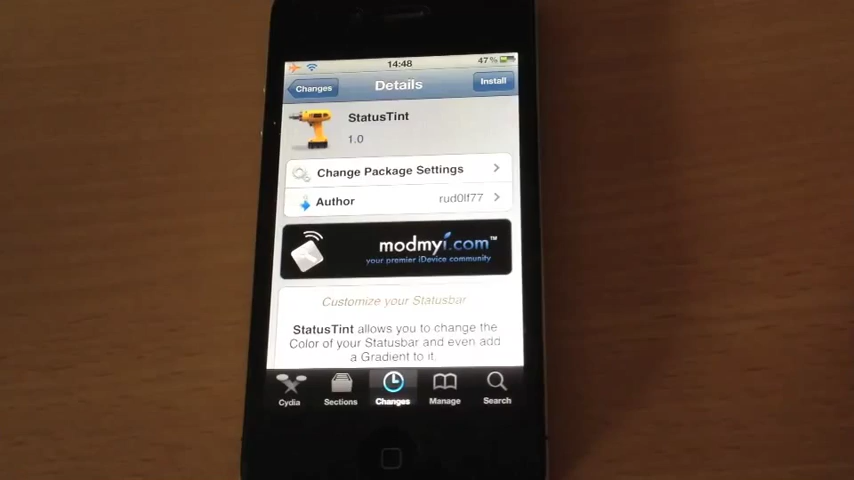 14:48
47%
Changes
Details
Install
StatusTint
1.0
Change Package Settings
Author
rud0lf77
modmyi.com™
your premier iDevice community
Customize your Statusbar
StatusTint allows you to change the
Color of your Statusbar and even add
a Gradient to it.
Cydia
Sections
Changes
Manage
Search